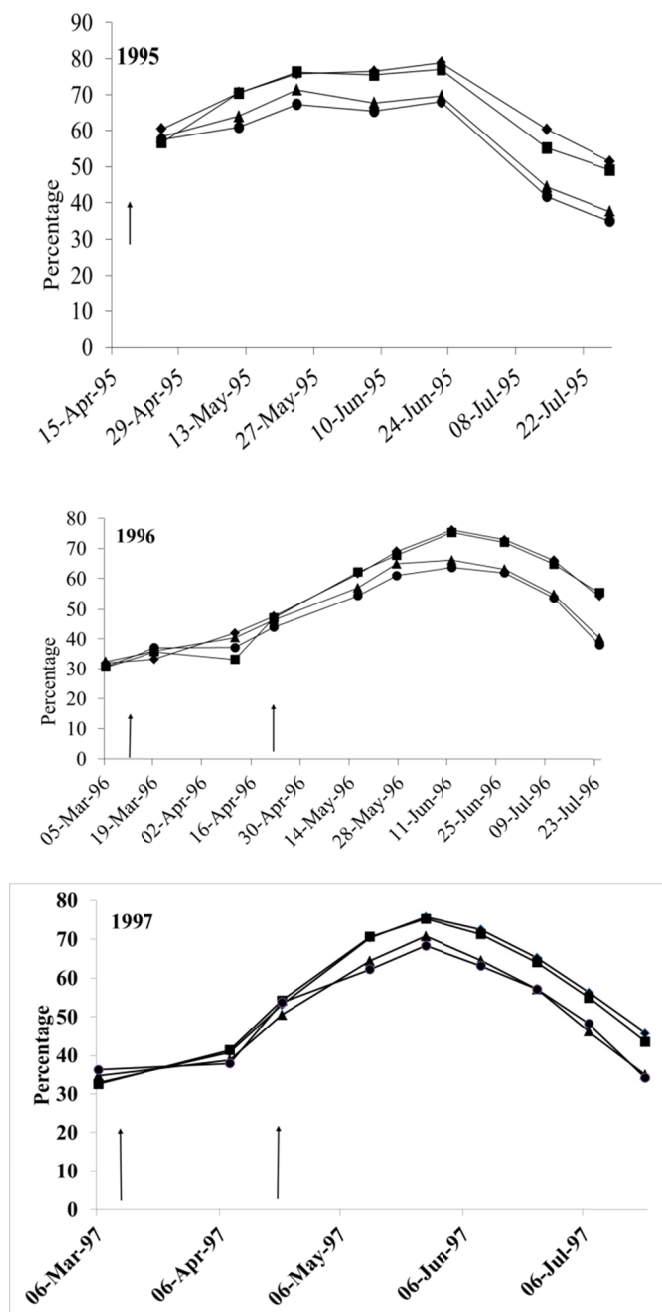 1995
Percentage
90
80
70
60
50
40
30
20
10
0
15-Apr-95
29-Apr-95
13-May-95
27-May-95
10-Jun-95
24-Jun-95
08-Jul-95
22-Jul-95
1996
Percentage
80
70
60
50
40
30
20
10
0
05-Mar-96
19-Mar-96
02-Apr-96
16-Apr-96
30-Apr-96
14-May-96
28-May-96
11-Jun-96
25-Jun-96
09-Jul-96
23-Jul-96
1997
Percentage
80
70
60
50
40
30
20
10
0
06-Mar-97
06-Apr-97
06-May-97
06-Jun-97
06-Jul-97